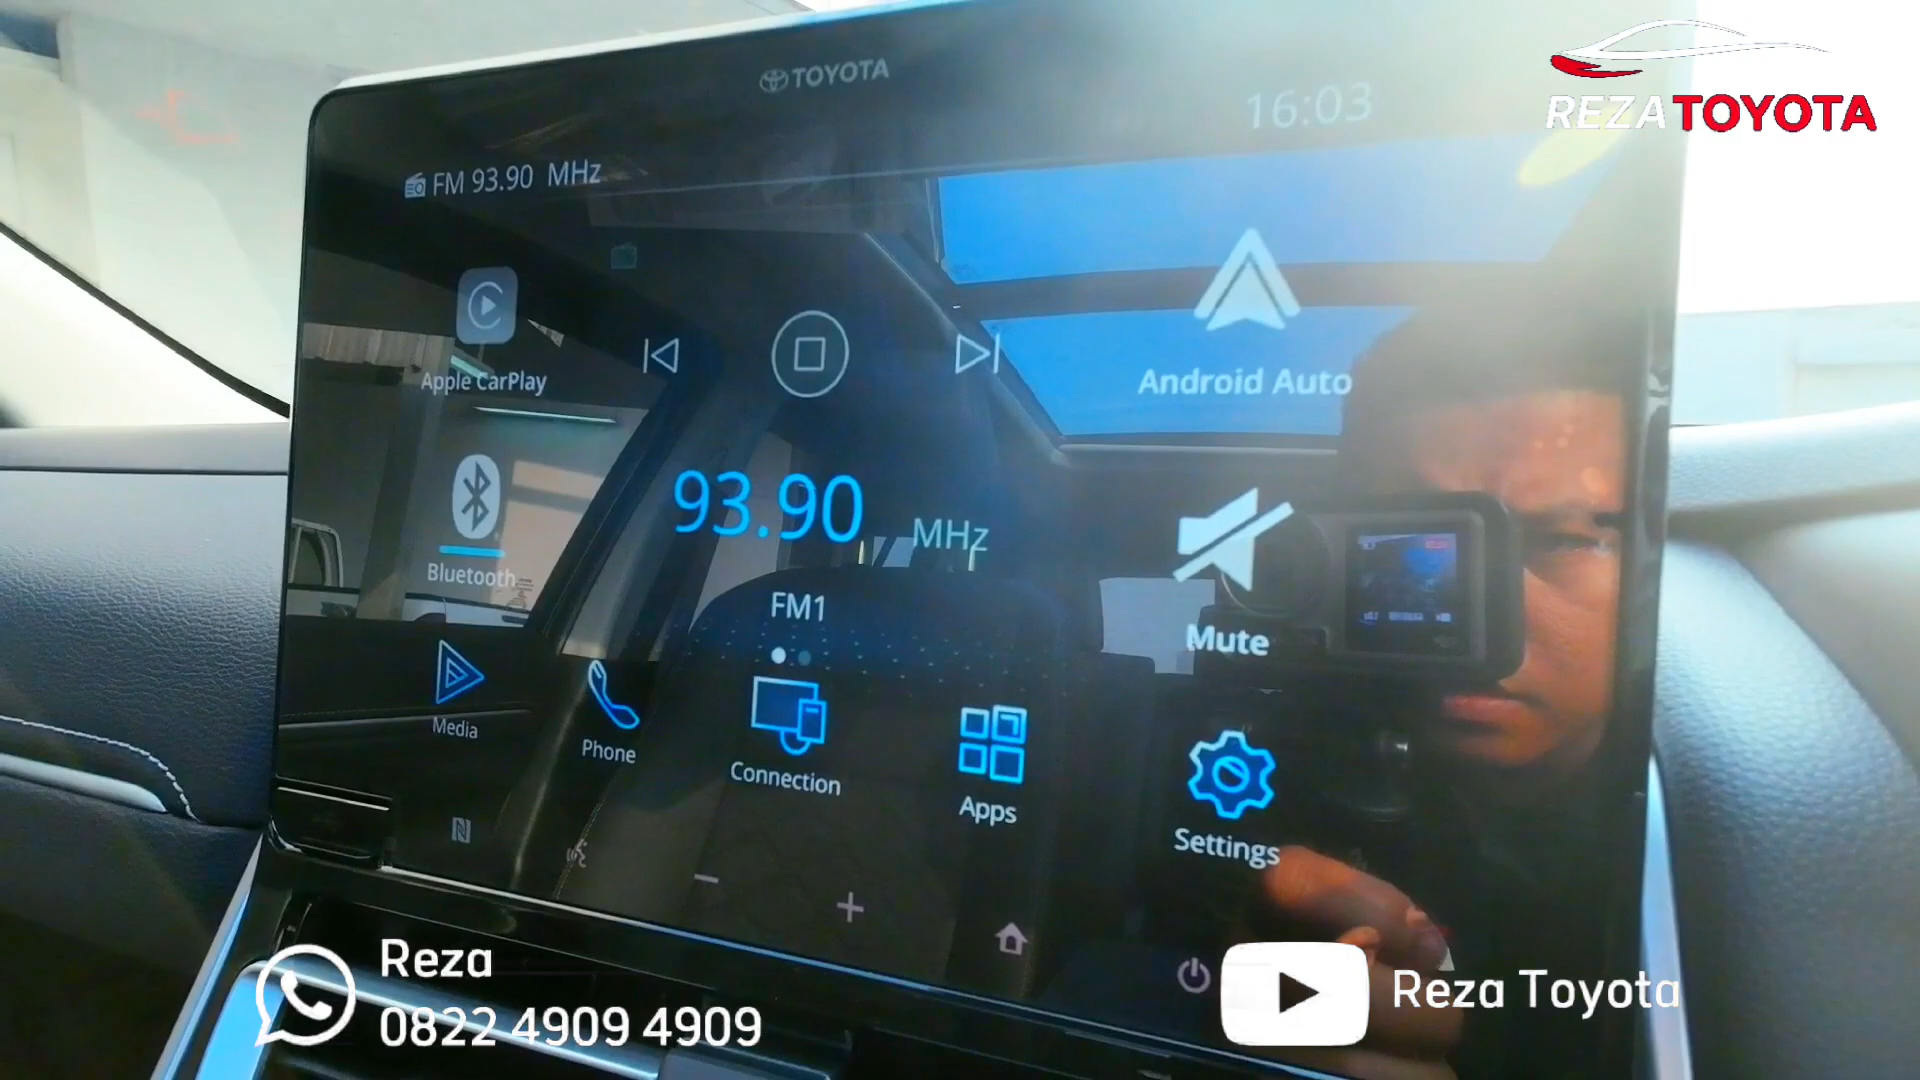 TOYOTA
16:03
REZA TOYOTA
FM 93.90 MHz
Apple CarPlay
Android Auto
Bluetooth
93.90 MHz
FM1
Mute
Media
Phone
Connection
Apps
Settings
Reza
0822 4909 4909
Reza Toyota